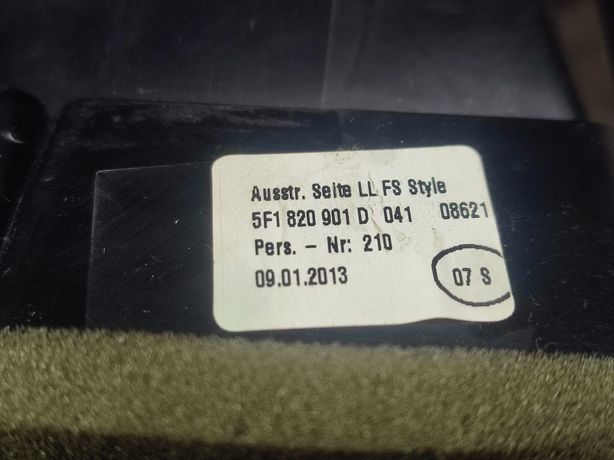 Ausstr. Seite LL FS Style
5F1 820 901 D 041 08621
Pers. - Nr: 210
09.01.2013 07 S